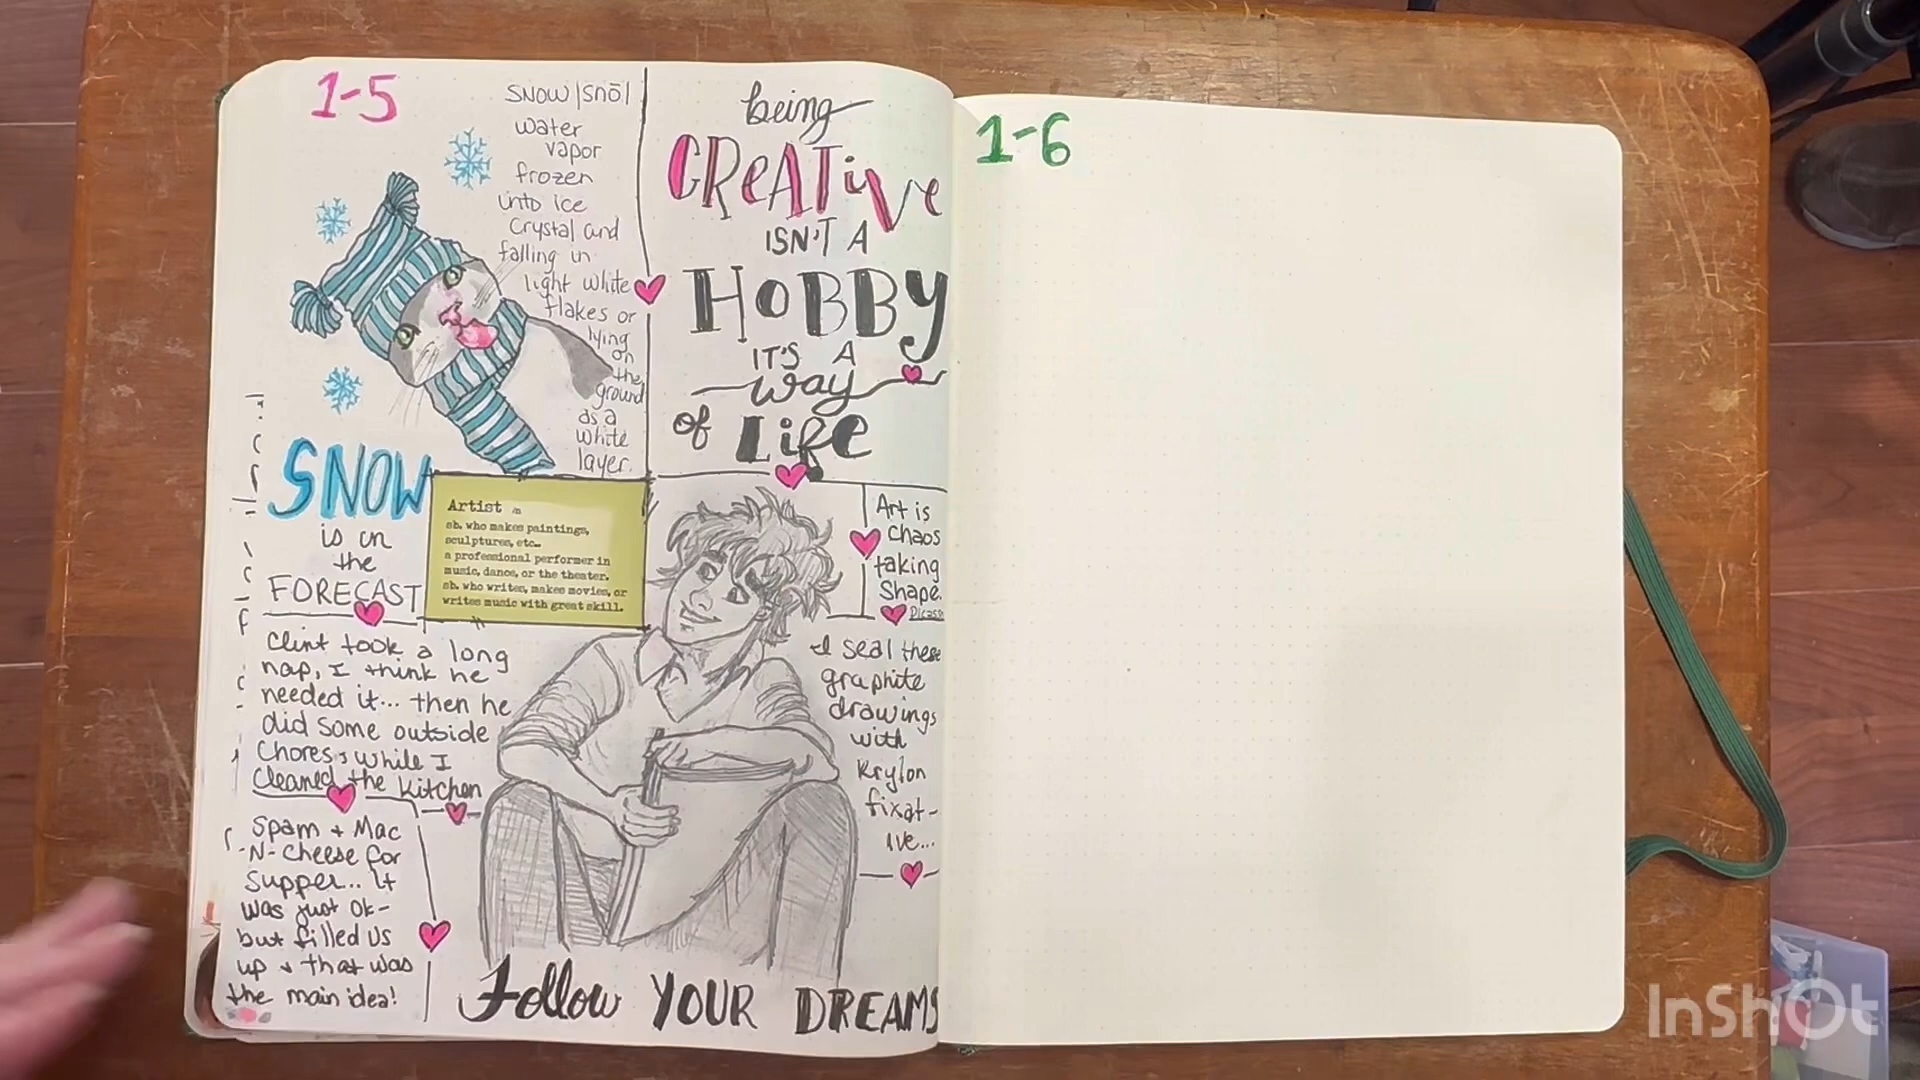 1-5
SNOW |snō|
water
vapor
frozen
into ice
Crystal and
falling in
light white
flakes or
lying
on
the
ground
as a
white
layer.
SNOW
is in
the
FORECAST
being
CREATive
ISN'T A
HOBBY
IT'S A
way
of Life
Artist
sb. who makes paintings,
sculptures, etc..
a professional performer in
music, dance, or the theater.
sb. who writes, makes movies, or
writes music with great skill.
Art is
chaos
taking
Shape.
Picasso
Clint took a long
nap, I think he
needed it... then he
did some outside
Chores, while I
Cleaned the Kitchen
Spam + Mac
-N-Cheese for
Supper... It
was just ok-
but filled us
up + that was
the main idea!
I seal these
graphite
drawings
with
Krylon
fixat-
ive...
Follow YOUR DREAMS
1-6
InShOt